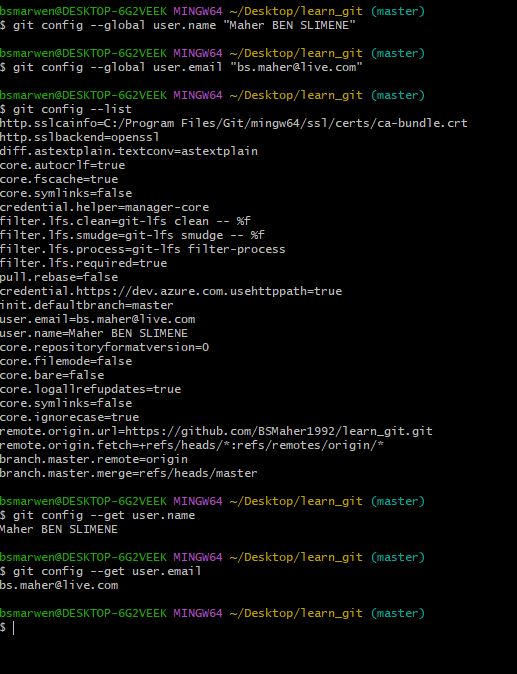 bsmarwen@DESKTOP-6G2VEEK MINGW64 ~/Desktop/learn_git (master)
$ git config --global user.name "Maher BEN SLIMENE"
bsmarwen@DESKTOP-6G2VEEK MINGW64 ~/Desktop/learn_git (master)
$ git config --global user.email "bs.maher@live.com"
bsmarwen@DESKTOP-6G2VEEK MINGW64 ~/Desktop/learn_git (master)
$ git config --list
http.sslcainfo=C:/Program Files/Git/mingw64/ssl/certs/ca-bundle.crt
http.sslbackend=openssl
diff.astextplain.textconv=astextplain
core.autocrlf=true
core.fscache=true
core.symlinks=false
credential.helper=manager-core
filter.lfs.clean=git-lfs clean -- %f
filter.lfs.smudge=git-lfs smudge -- %f
filter.lfs.process=git-lfs filter-process
filter.lfs.required=true
pull.rebase=false
credential.https://dev.azure.com.usehttppath=true
init.defaultbranch=master
user.email=bs.maher@live.com
user.name=Maher BEN SLIMENE
core.repositoryformatversion=0
core.filemode=false
core.bare=false
core.logallrefupdates=true
core.symlinks=false
core.ignorecase=true
remote.origin.url=https://github.com/BSMaher1992/learn_git.git
remote.origin.fetch=+refs/heads/*:refs/remotes/origin/*
branch.master.remote=origin
branch.master.merge=refs/heads/master
bsmarwen@DESKTOP-6G2VEEK MINGW64 ~/Desktop/learn_git (master)
$ git config --get user.name
Maher BEN SLIMENE
bsmarwen@DESKTOP-6G2VEEK MINGW64 ~/Desktop/learn_git (master)
$ git config --get user.email
bs.maher@live.com
bsmarwen@DESKTOP-6G2VEEK MINGW64 ~/Desktop/learn_git (master)
$